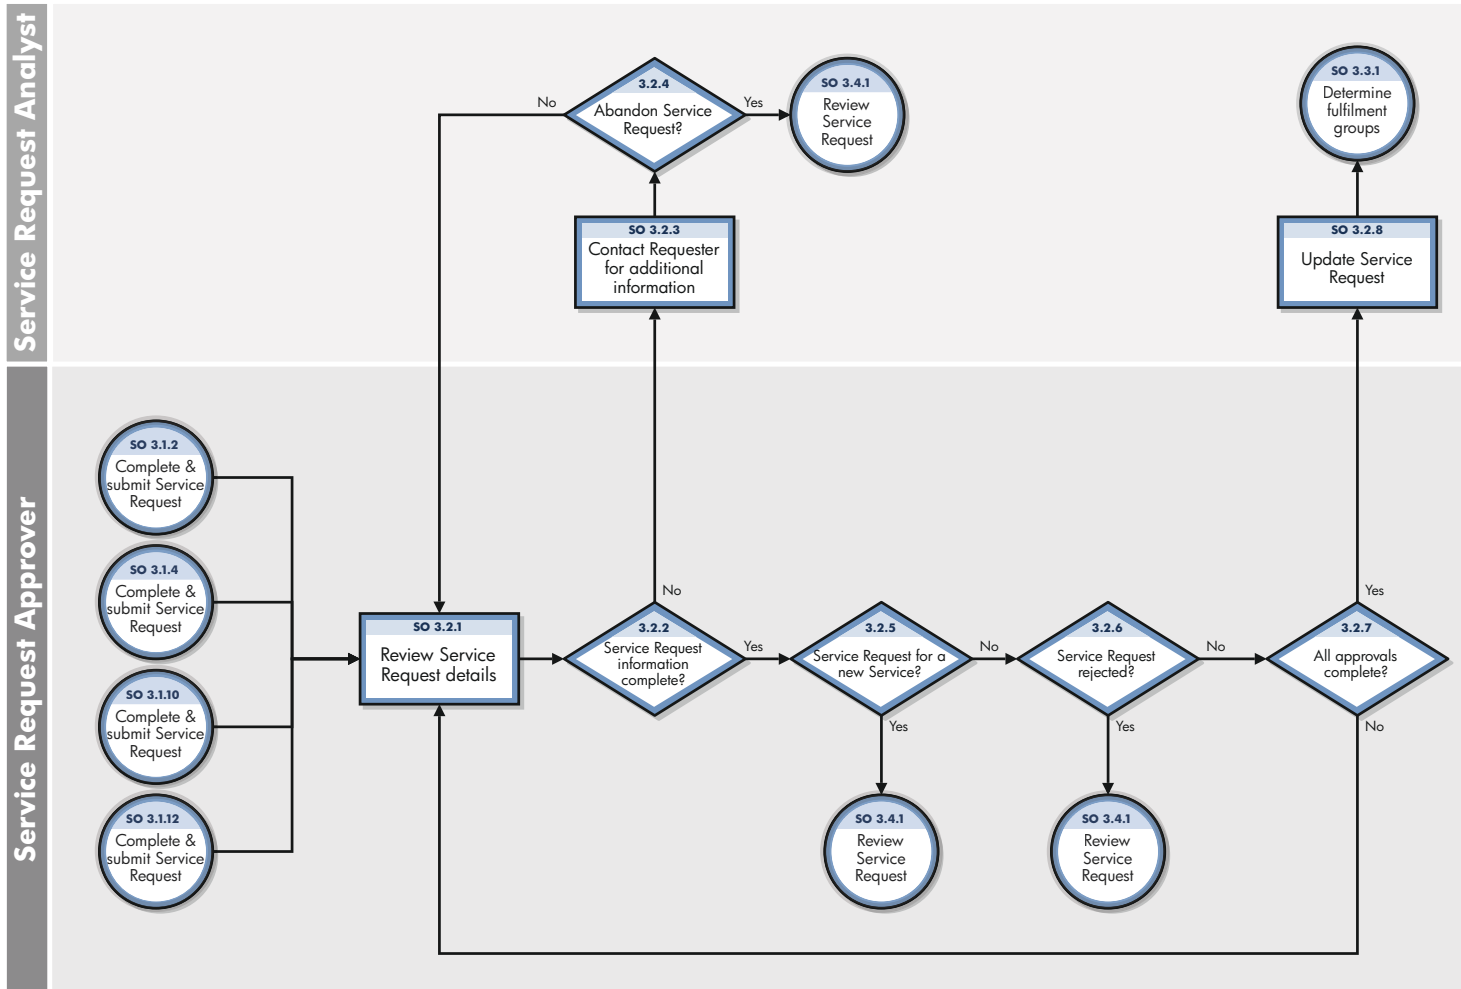 Service Request Analyst
3.2.4
Abandon Service
Request?
No
Yes
SO 3.4.1
Review
Service
Request
SO 3.3.1
Determine
fulfilment
groups
SO 3.2.3
Contact Requester
for additional
information
SO 3.2.8
Update Service
Request
Service Request Approver
SO 3.1.2
Complete &
submit Service
Request
SO 3.1.4
Complete &
submit Service
Request
SO 3.1.10
Complete &
submit Service
Request
SO 3.1.12
Complete &
submit Service
Request
SO 3.2.1
Review Service
Request details
No
3.2.2
Service Request
information
complete?
Yes
3.2.5
Service Request for a
new Service?
No
Yes
3.2.6
Service Request
rejected?
No
Yes
Yes
3.2.7
All approvals
complete?
No
SO 3.4.1
Review
Service
Request
SO 3.4.1
Review
Service
Request